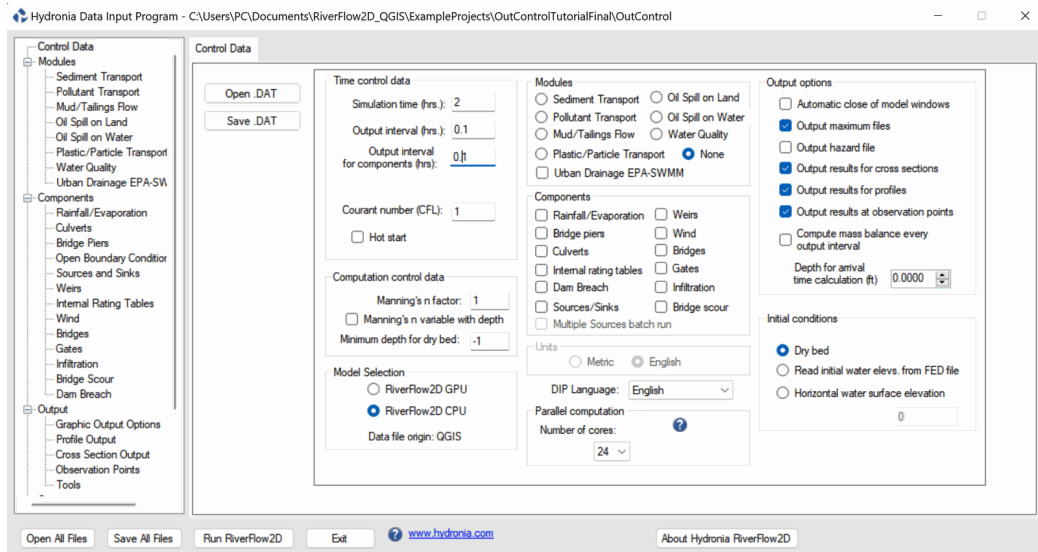 Hydronia Data Input Program - C:\Users\PC\Documents\RiverFlow2D_QGIS\ExampleProjects\OutControlTutorialFinal\OutControl
Control Data
Modules
Sediment Transport
Pollutant Transport
Mud/Tailings Flow
Oil Spill on Land
Oil Spill on Water
Plastic/Particle Transport
Water Quality
Urban Drainage EPA-SW
Components
Rainfall/Evaporation
Culverts
Bridge Piers
Open Boundary Condition
Sources and Sinks
Weirs
Internal Rating Tables
Wind
Bridges
Gates
Infiltration
Bridge Scour
Dam Breach
Output
Graphic Output Options
Profile Output
Cross Section Output
Observation Points
Tools
Control Data
Open .DAT
Save .DAT
Time control data
Simulation time (hrs.): 2
Output interval (hrs.): 0.1
Output interval
for components (hrs): 0.1
Courant number (CFL): 1
Hot start
Computation control data
Manning's n factor: 1
Manning's n variable with depth
Minimum depth for dry bed: -1
Model Selection
RiverFlow2D GPU
RiverFlow2D CPU
Data file origin: QGIS
Modules
Sediment Transport Oil Spill on Land
Pollutant Transport Oil Spill on Water
Mud/Tailings Flow Water Quality
Plastic/Particle Transport None
Urban Drainage EPA-SWMM
Components
Rainfall/Evaporation Weirs
Bridge piers Wind
Culverts Bridges
Internal rating tables Gates
Dam Breach Infiltration
Sources/Sinks Bridge scour
Multiple Sources batch run
Units
Metric English
DIP Language: English
Parallel computation
Number of cores: ?
24
Output options
Automatic close of model windows
Output maximum files
Output hazard file
Output results for cross sections
Output results for profiles
Output results at observation points
Compute mass balance every
output interval
Depth for arrival
time calculation (ft) 0.0000
Initial conditions
Dry bed
Read initial water elevs. from FED file
Horizontal water surface elevation
0
Open All Files Save All Files Run RiverFlow2D Exit ? www.hydronia.com About Hydronia RiverFlow2D